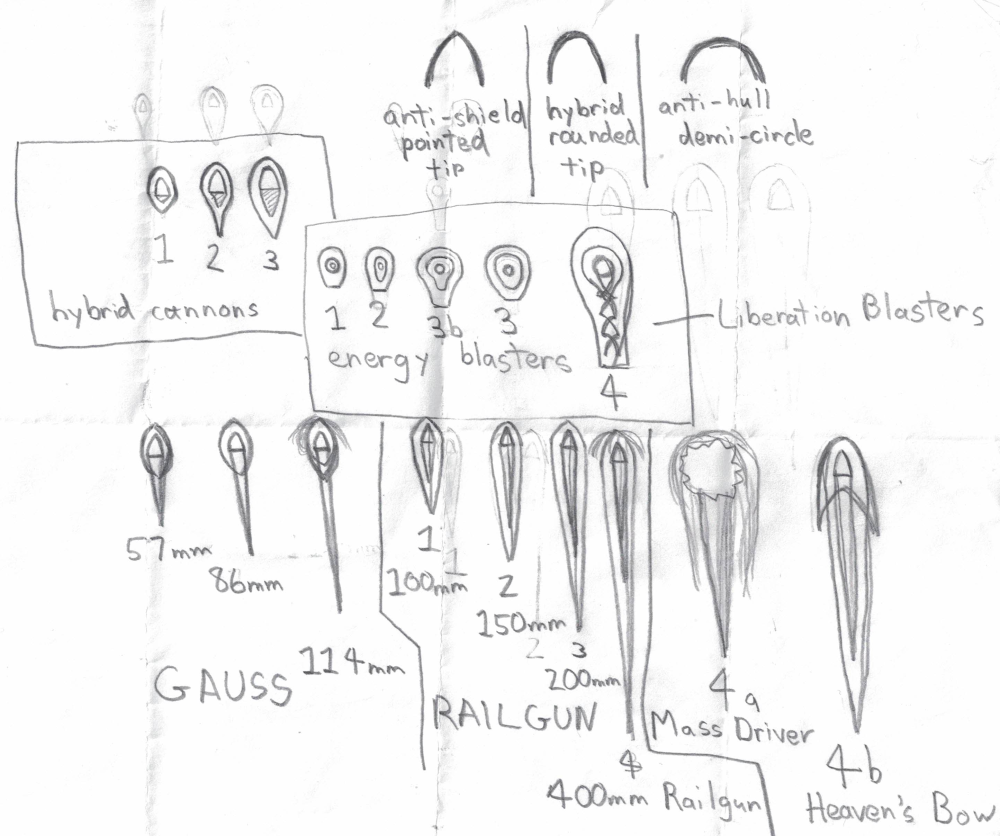 anti-shield
pointed
tip
hybrid
rounded
tip
anti-hull
demi-circle
1
2
3
hybrid cannons
1
2
3b
3
4
energy blasters
Liberation Blasters
57mm
86mm
114mm
GAUSS
1
100mm
1
2
150mm
2
3
200mm
RAILGUN
4
400mm Railgun
4a
Mass Driver
4b
Heaven's Bow